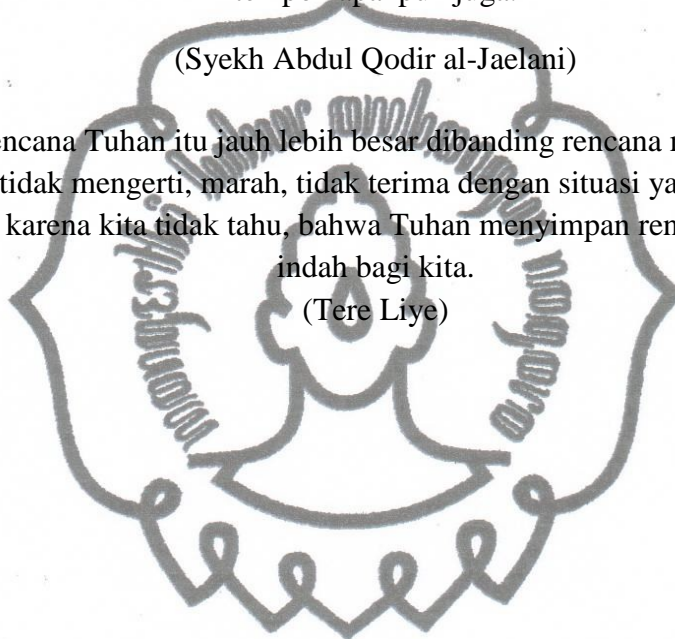 juga.
(Syekh Abdul Qodir al-Jaelani)
encana Tuhan itu jauh lebih besar dibanding rencana
tidak mengerti, marah, tidak terima dengan situasi ya
karena kita tidak tahu, bahwa Tuhan menyimpan ren
indah bagi kita.
(Tere Liye)